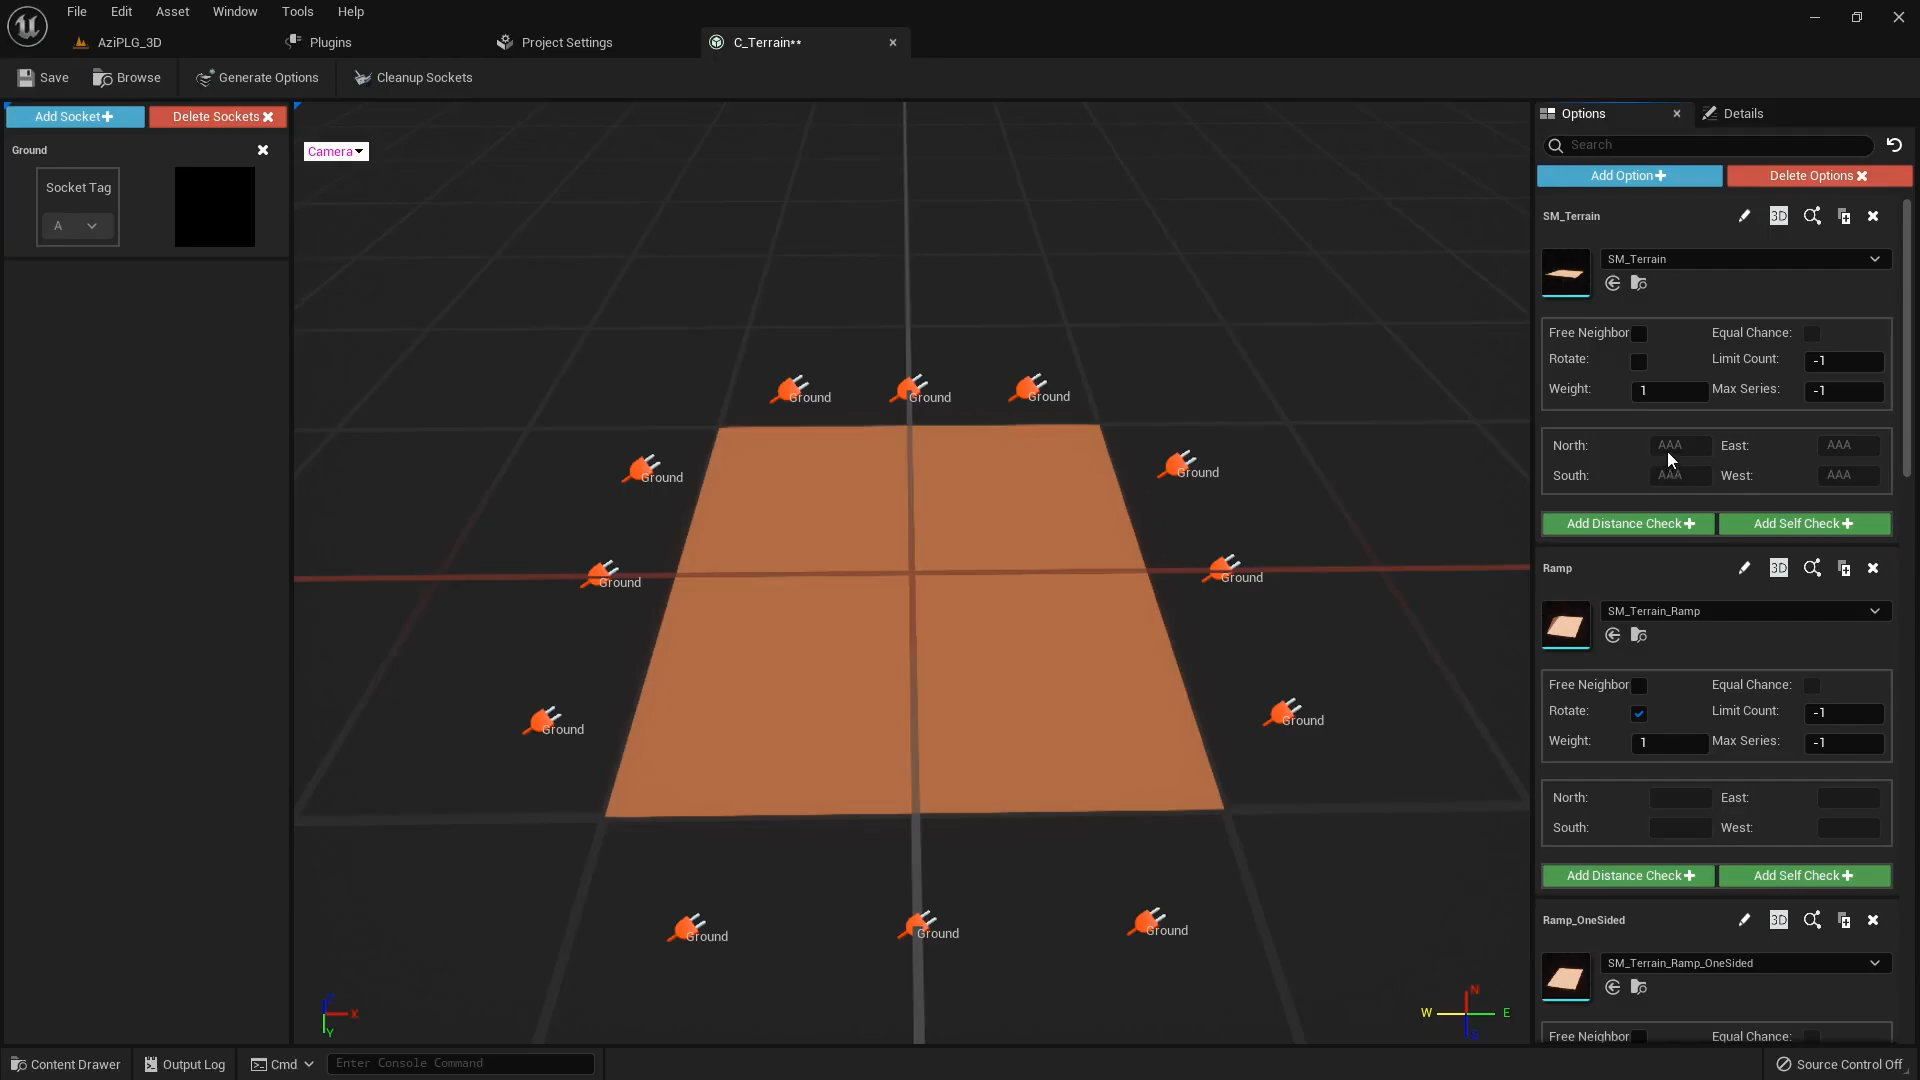 File Edit Asset Window Tools Help
AziPLG_3D Plugins Project Settings C_Terrain**
Save Browse Generate Options Cleanup Sockets
Add Socket Delete Sockets
Ground
Socket Tag
A
Camera
Ground Ground Ground
Ground Ground
Ground Ground
Ground Ground
Ground Ground Ground
X
Y
N
W E
Options Details
Search
Add Option Delete Options
SM_Terrain 3D
SM_Terrain
Free Neighbor Equal Chance:
Rotate: Limit Count: -1
Weight: 1 Max Series: -1
North: AAA East: AAA
South: AAA West: AAA
Add Distance Check Add Self Check
Ramp 3D
SM_Terrain_Ramp
Free Neighbor Equal Chance:
Rotate: Limit Count: -1
Weight: 1 Max Series: -1
North: East:
South: West:
Add Distance Check Add Self Check
Ramp_OneSided 3D
SM_Terrain_Ramp_OneSided
Free Neighbor Equal Chance:
Content Drawer Output Log Cmd Enter Console Command Source Control Off